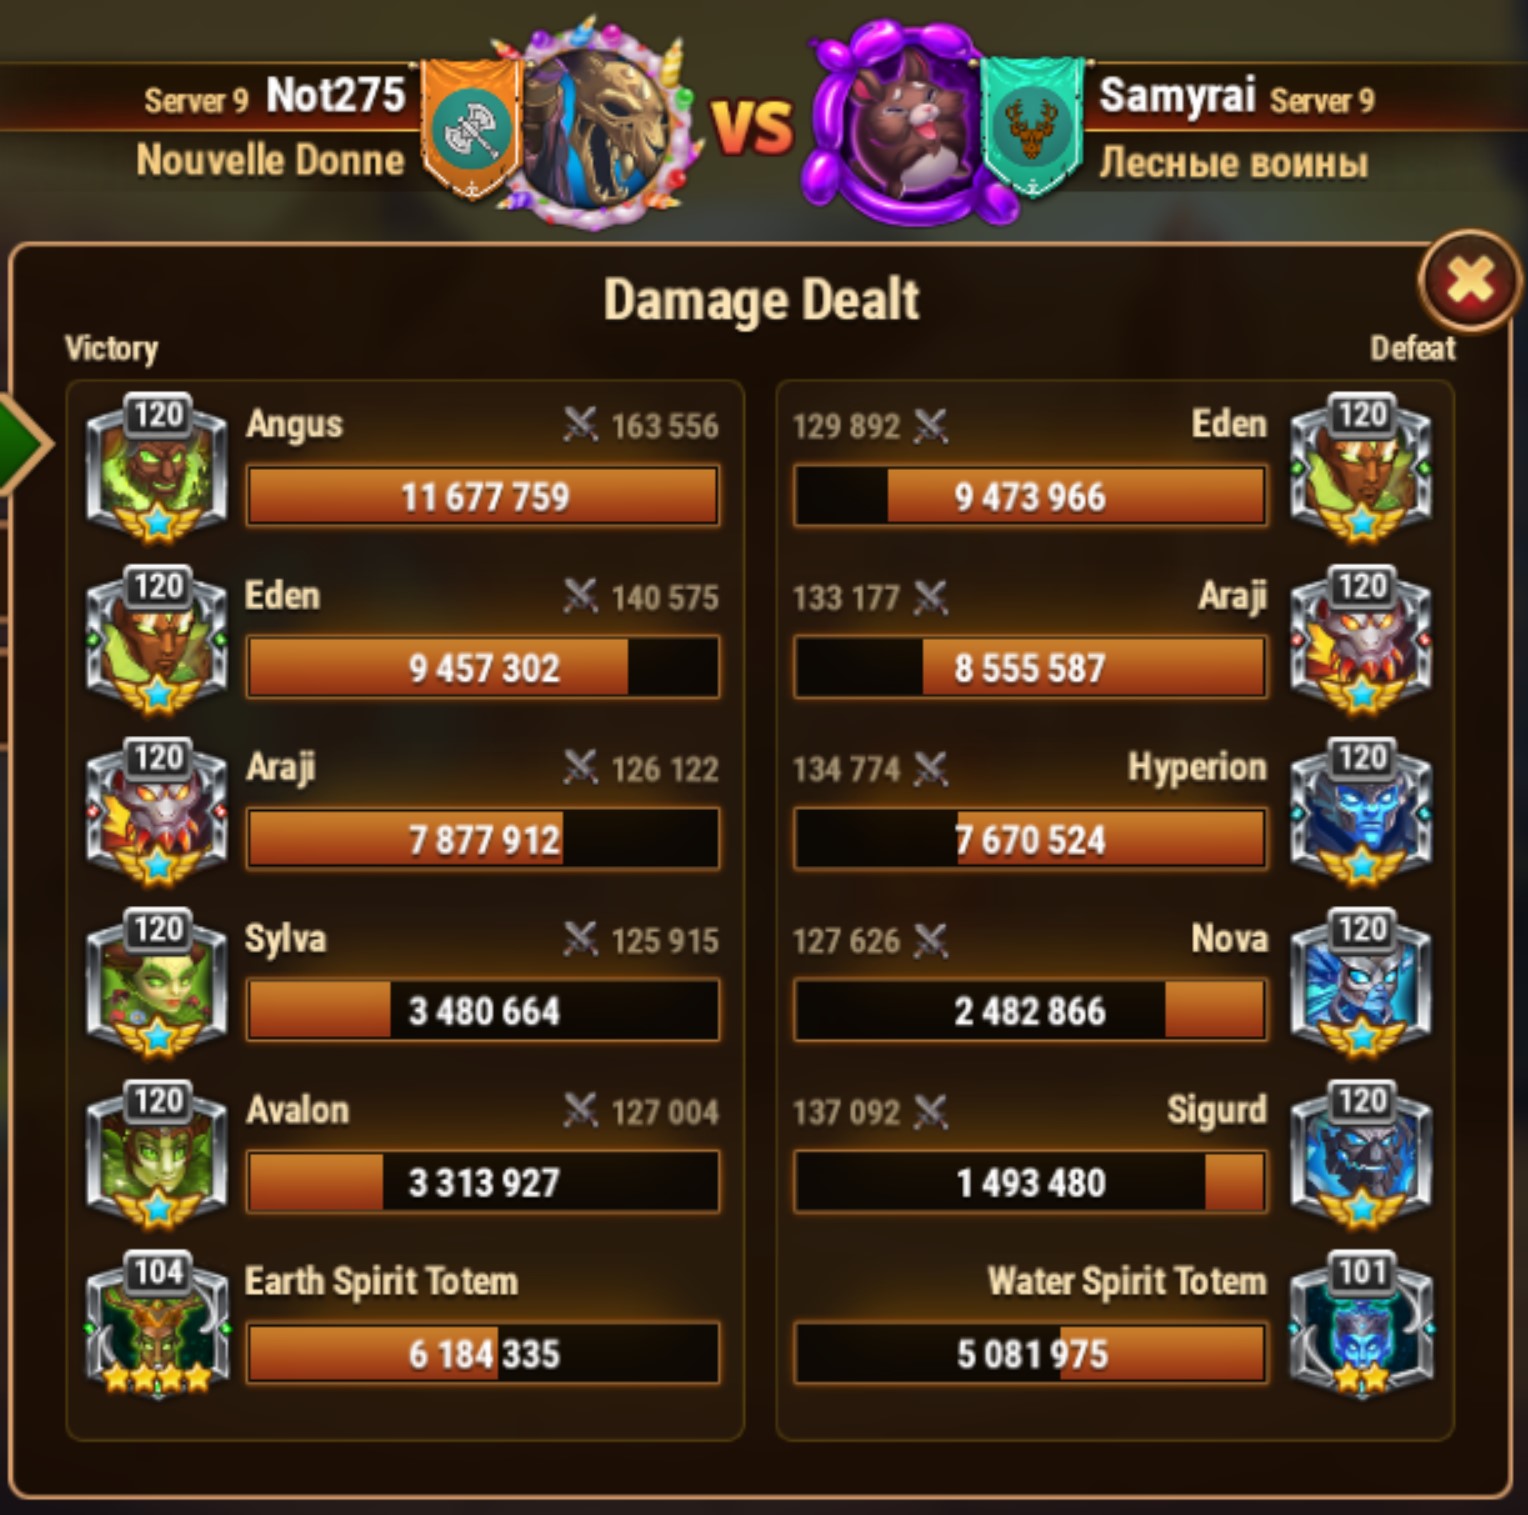 Server 9 Not275
Nouvelle Donne
VS
Samyrai Server 9
Лесные воины
Damage Dealt
Victory
Defeat
120
Angus
163 556
11 677 759
120
Eden
140 575
9 457 302
120
Araji
126 122
7 877 912
120
Sylva
125 915
3 480 664
120
Avalon
127 004
3 313 927
104
Earth Spirit Totem
6 184 335
129 892
Eden
120
9 473 966
133 177
Araji
120
8 555 587
134 774
Hyperion
120
7 670 524
127 626
Nova
120
2 482 866
137 092
Sigurd
120
1 493 480
Water Spirit Totem
101
5 081 975